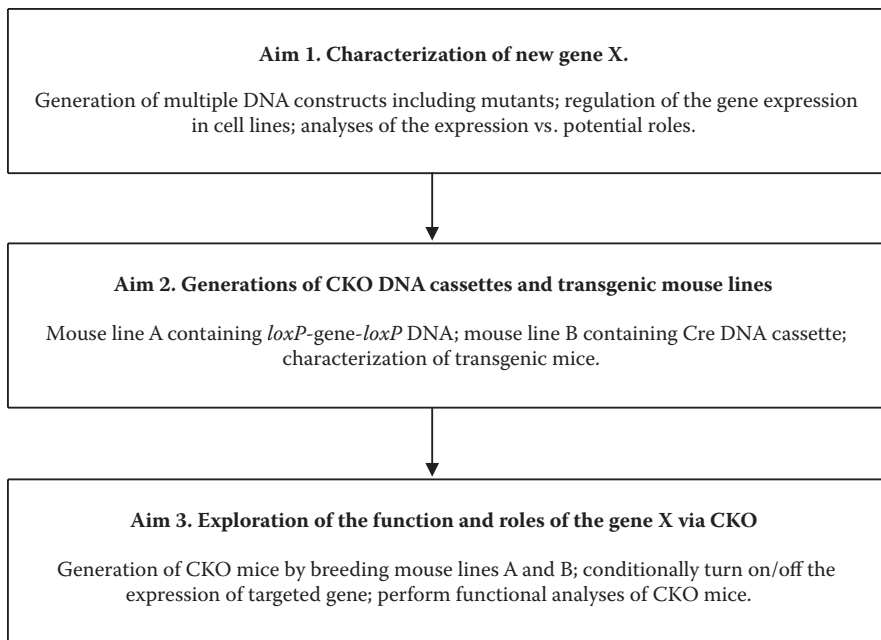 Aim 1. Characterization of new gene X.
Generation of multiple DNA constructs including mutants; regulation of the gene expression
in cell lines; analyses of the expression vs. potential roles.
Aim 2. Generations of CKO DNA cassettes and transgenic mouse lines
Mouse line A containing loxP-gene-loxP DNA; mouse line B containing Cre DNA cassette;
characterization of transgenic mice.
Aim 3. Exploration of the function and roles of the gene X via CKO
Generation of CKO mice by breeding mouse lines A and B; conditionally turn on/off the
expression of targeted gene; perform functional analyses of CKO mice.